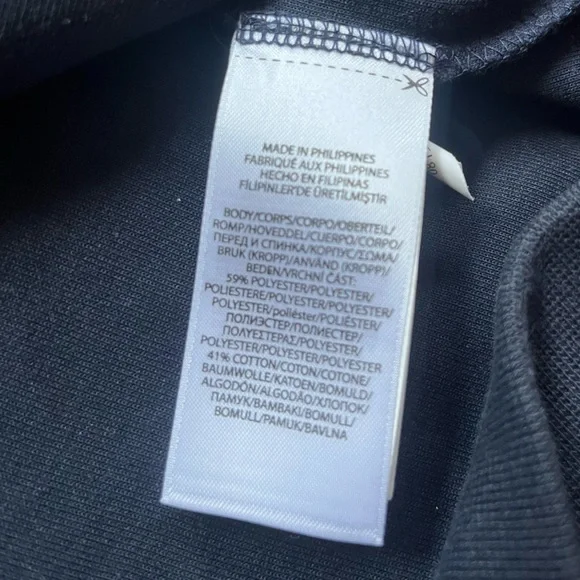 MADE IN PHILIPPINES
FABRIQUÉ AUX PHILIPPINES
HECHO EN FILIPINAS
FİLİPİNLER'DE ÜRETİLMİŞTİR
BODY/CORPS/CORPO/OBERTEIL/
ROMP/HOVEDDEL/CUERPO/CORPO/
ПЕРЕД И СПИНКА/КОРПУС/ΣΩΜΑ/
BRUK (KROPP)/ANVÄND (KROPP)/
BEDEN/VRCHNÍ ČÁST:
59% POLYESTER/POLYESTER/
POLIESTERE/POLYESTER/POLYESTER/
POLYESTER/poliéster/POLIÉSTER/
ПОЛИЭСТЕР/ПОЛИЕСТЕР/
ΠΟΛΥΕΣΤΕΡΑΣ/POLYESTER/
POLYESTER/POLYESTER/POLYESTER
41% COTTON/COTON/COTONE/
BAUMWOLLE/KATOEN/BOMULD/
ALGODÓN/ALGODÃO/ХЛОПОК/
ПАМУК/ΒΑΜΒΑΚΙ/BOMULL/
BOMULL/PAMUK/BAVLNA